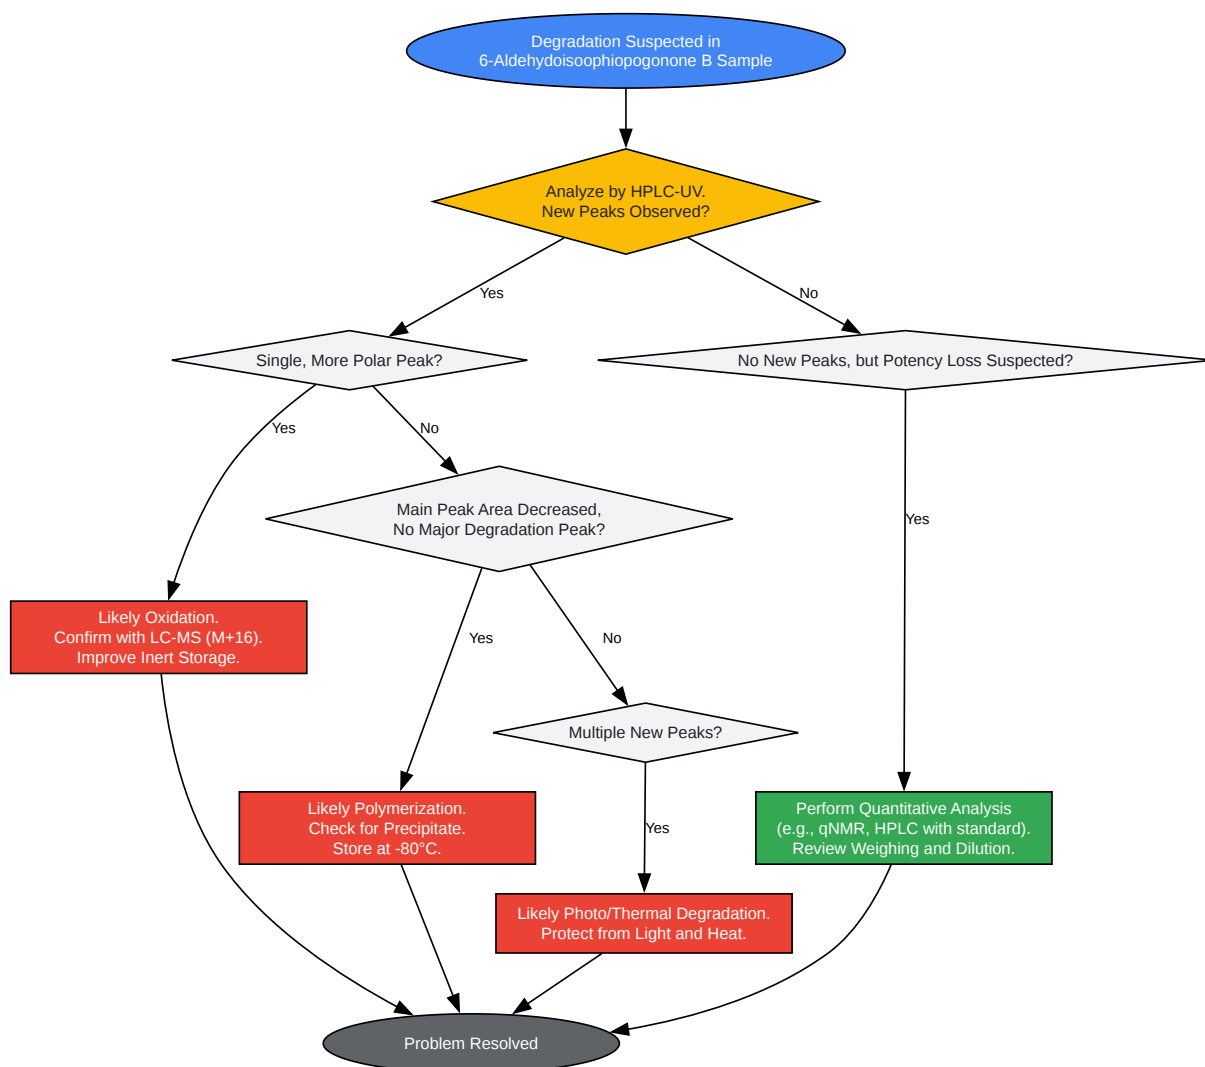 Degradation Suspected in
6-Aldehydoisoophiopogonone B Sample
Analyze by HPLC-UV.
New Peaks Observed?
Yes
No
Single, More Polar Peak?
No New Peaks, but Potency Loss Suspected?
Yes
No
Main Peak Area Decreased,
No Major Degradation Peak?
Yes
Likely Oxidation.
Confirm with LC-MS (M+16).
Improve Inert Storage.
Yes
No
Multiple New Peaks?
Likely Polymerization.
Check for Precipitate.
Store at -80°C.
Yes
Perform Quantitative Analysis
(e.g., qNMR, HPLC with standard).
Review Weighing and Dilution.
Likely Photo/Thermal Degradation.
Protect from Light and Heat.
Problem Resolved